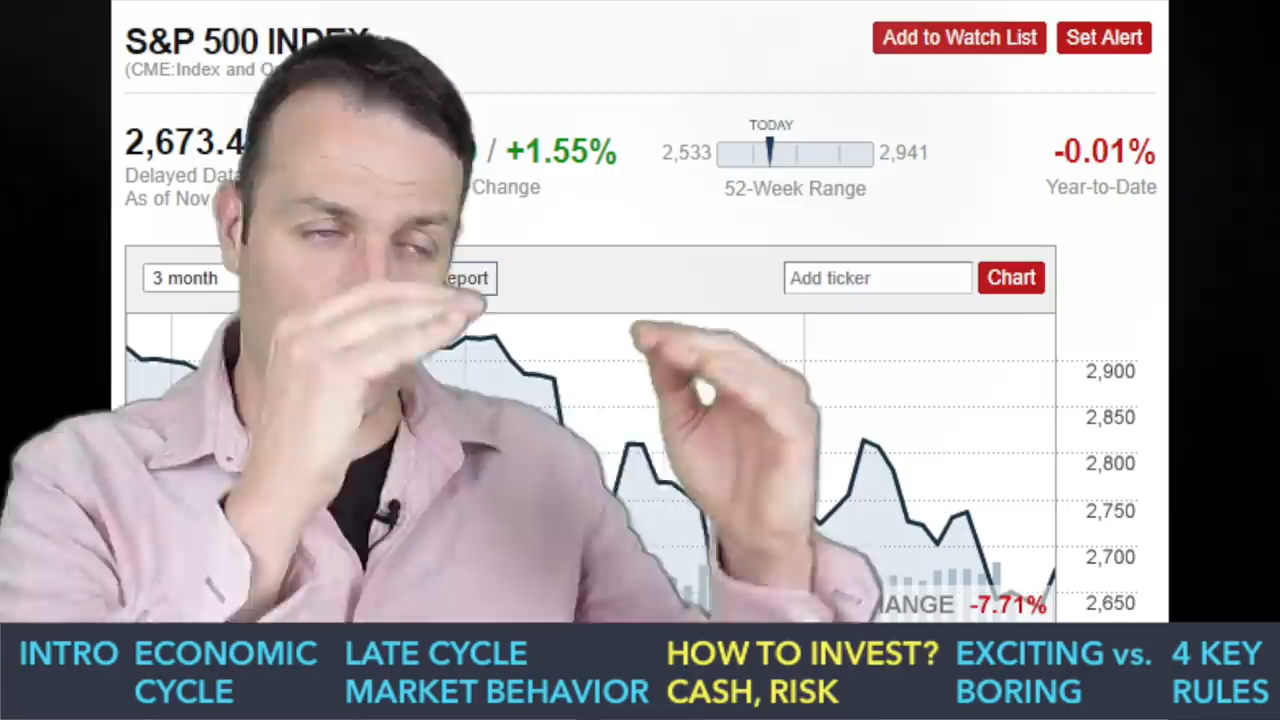 S&P 500 INDEX
Add to Watch List
Set Alert
(CME:Index and
TODAY
2,673.4
/ +1.55%
2,533
2,941
-0.01%
Delayed Data
Change
52-Week Range
Year-to-Date
As of Nov
3 month
Add ticker
Chart
2,900
2,850
2,800
2,750
2,700
-7.71%
2,650
INTRO
ECONOMIC
CYCLE
LATE CYCLE
MARKET BEHAVIOR
HOW TO INVEST?
CASH, RISK
EXCITING vs.
BORING
4 KEY
RULES